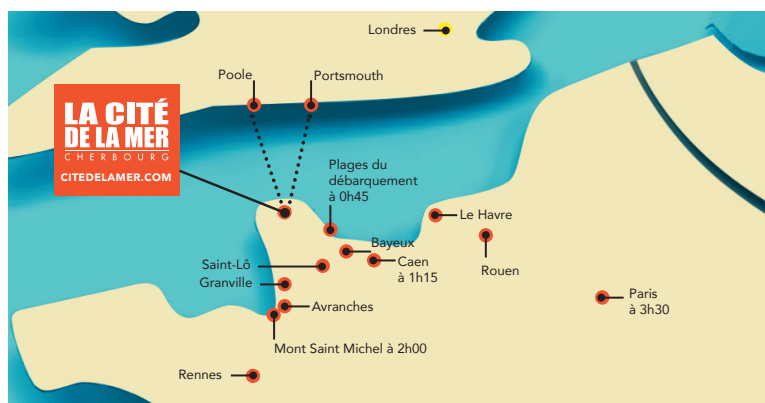 Londres
Poole
Portsmouth
LA CITÉ
DE LA MER
CHERBOURG
CITEDELAMER.COM
Plages du
débarquement
à 0h45
Le Havre
Bayeux
Caen
à 1h15
Rouen
Saint-Lô
Granville
Avranches
Paris
à 3h30
Mont Saint Michel à 2h00
Rennes